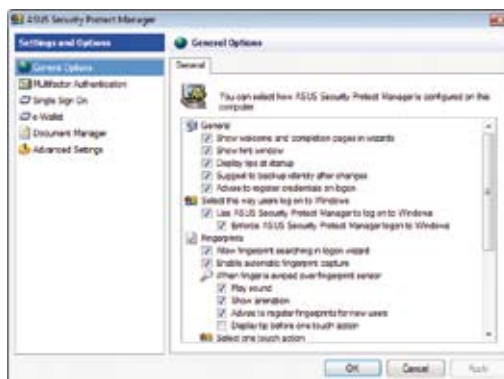 ASUS Security Protect Manager
Settings and Options
General Options
Multifactor Authentication
Single Sign On
e-Wallet
Document Manager
Advanced Settings
General Options
General
You can select how ASUS Security Protect Manager is configured on this
computer
General
Show welcome and completion pages in wizards
Show hint window
Display tips at startup
Suggest to backup identity after changes
Advise to register credentials on logon
Select the way users log on to Windows
Use ASUS Security Protect Manager to log on to Windows
Enforce ASUS Security Protect Manager logon to Windows
Fingerprints
Allow fingerprint searching in logon wizard
Enable automatic fingerprint capture
When finger is swiped over fingerprint sensor
Play sound
Show animation
Advise to register fingerprints for new users
Display tip before one touch action
Select one touch action
OK
Cancel
Apply